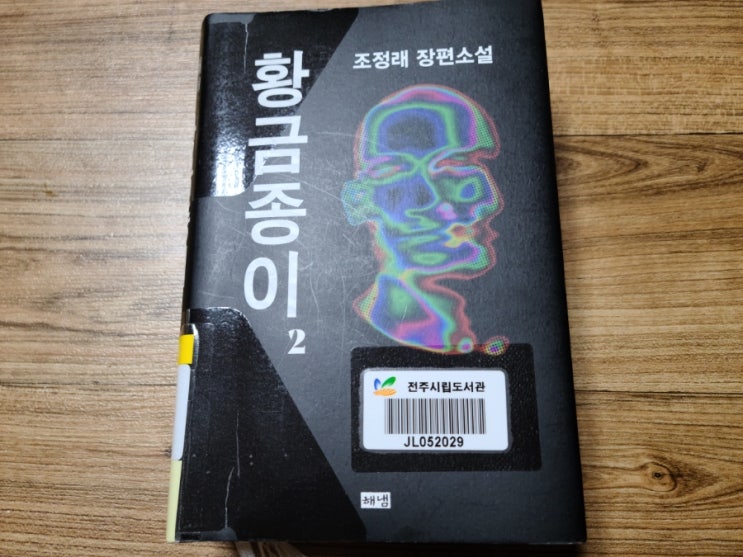 조정래 장편소설
황금종이
2
전주시립도서관
JL052029
해냄